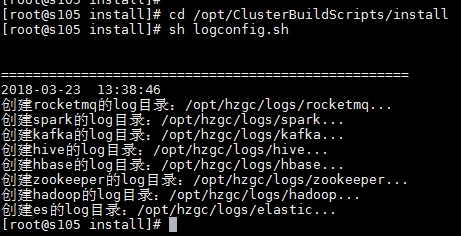 [root@s105 install]#
[root@s105 install]# cd /opt/ClusterBuildScripts/install
[root@s105 install]# sh logconfig.sh
==================================================
2018-03-23  13:38:46
创建rocketmq的log目录：/opt/hzgc/logs/rocketmq...
创建spark的log目录：/opt/hzgc/logs/spark...
创建kafka的log目录：/opt/hzgc/logs/kafka...
创建hive的log目录：/opt/hzgc/logs/hive...
创建hbase的log目录：/opt/hzgc/logs/hbase...
创建zookeeper的log目录：/opt/hzgc/logs/zookeeper...
创建hadoop的log目录：/opt/hzgc/logs/hadoop...
创建es的log目录：/opt/hzgc/logs/elastic...
[root@s105 install]#